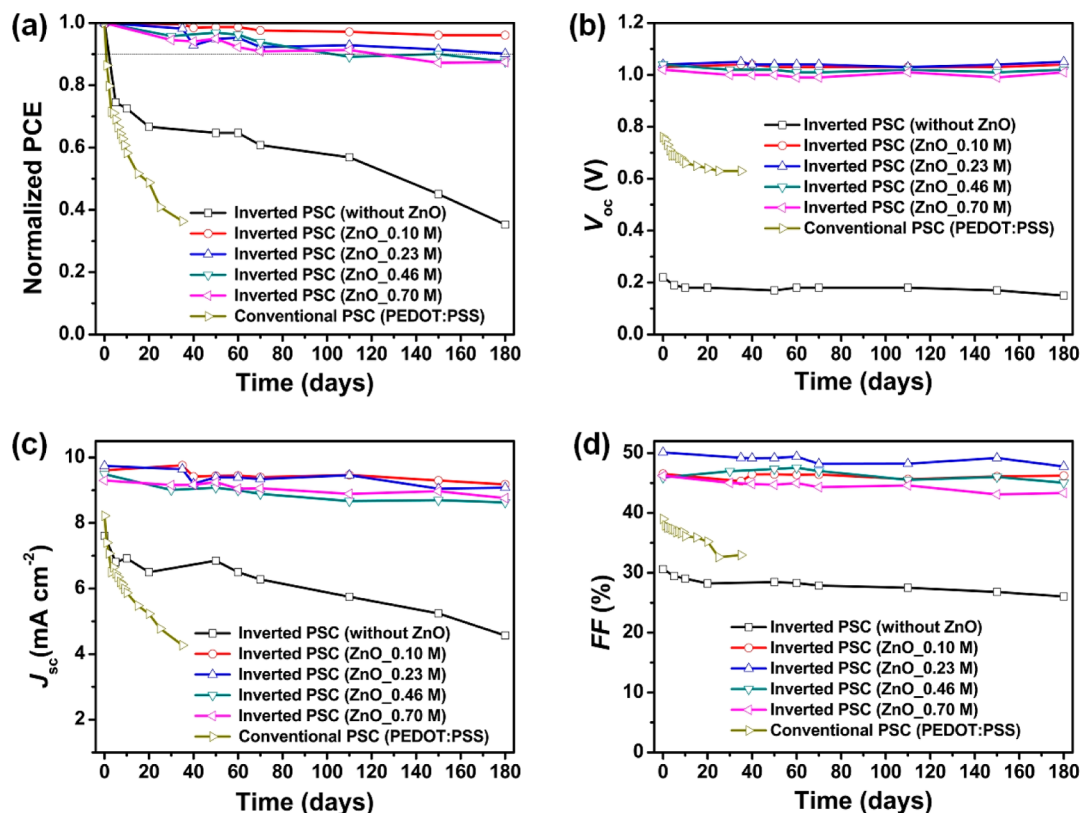 (a)
Normalized PCE
1.0
0.8
0.6
0.4
0.2
0.0
Inverted PSC (without ZnO)
Inverted PSC (ZnO_0.10 M)
Inverted PSC (ZnO_0.23 M)
Inverted PSC (ZnO_0.46 M)
Inverted PSC (ZnO_0.70 M)
Conventional PSC (PEDOT:PSS)
0 20 40 60 80 100 120 140 160 180
Time (days)
(b)
Voc (V)
1.2
1.0
0.8
0.6
0.4
0.2
0.0
Inverted PSC (without ZnO)
Inverted PSC (ZnO_0.10 M)
Inverted PSC (ZnO_0.23 M)
Inverted PSC (ZnO_0.46 M)
Inverted PSC (ZnO_0.70 M)
Conventional PSC (PEDOT:PSS)
0 20 40 60 80 100 120 140 160 180
Time (days)
(c)
Jsc (mA cm-2)
10
8
6
4
2
Inverted PSC (without ZnO)
Inverted PSC (ZnO_0.10 M)
Inverted PSC (ZnO_0.23 M)
Inverted PSC (ZnO_0.46 M)
Inverted PSC (ZnO_0.70 M)
Conventional PSC (PEDOT:PSS)
0 20 40 60 80 100 120 140 160 180
Time (days)
(d)
FF (%)
50
40
30
20
10
0
Inverted PSC (without ZnO)
Inverted PSC (ZnO_0.10 M)
Inverted PSC (ZnO_0.23 M)
Inverted PSC (ZnO_0.46 M)
Inverted PSC (ZnO_0.70 M)
Conventional PSC (PEDOT:PSS)
0 20 40 60 80 100 120 140 160 180
Time (days)